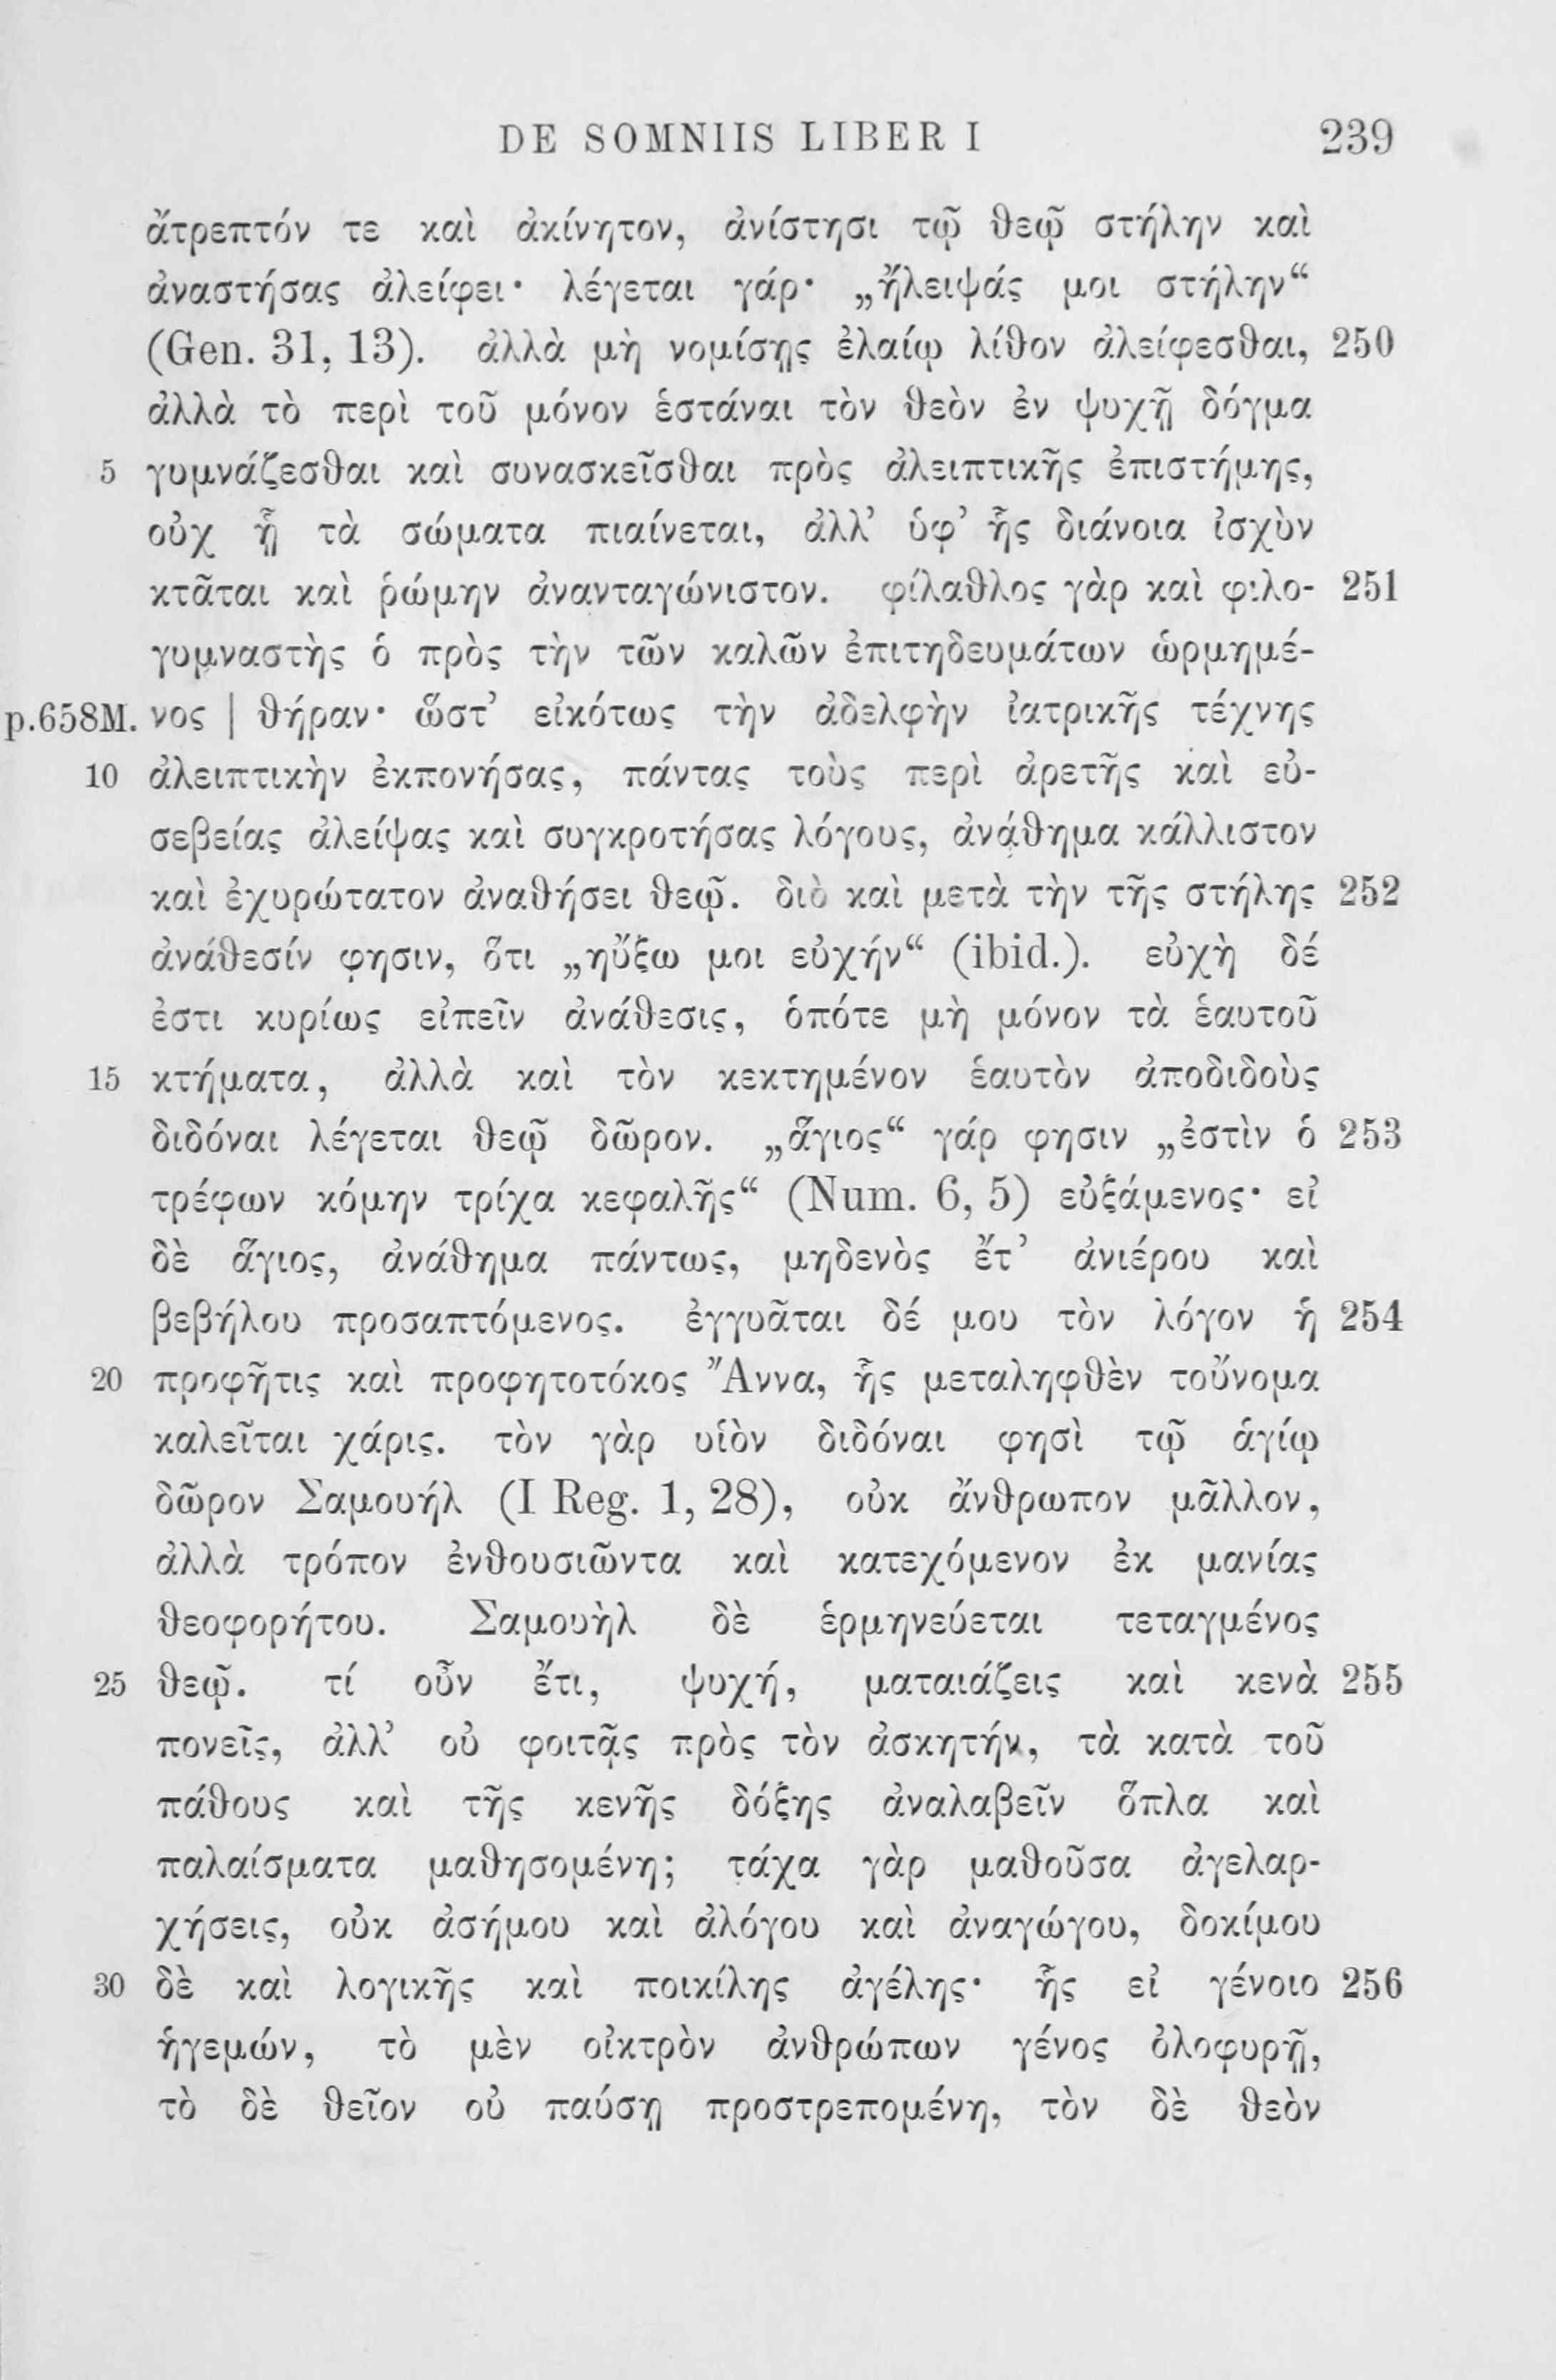 DE SOMNIIS LIBER I 239
ἄτρεπτόν τε καὶ ἀκίνητον, ἀνίστησι τῷ θεῷ στήλην καὶ
ἀναστήσας ἀλείφει· λέγεται γάρ· „ἤλειψάς μοι στήλην“
(Gen. 31, 13). ἀλλὰ μὴ νομίσῃς ἐλαίῳ λίθον ἀλείφεσθαι, 250
ἀλλὰ τὸ περὶ τοῦ μόνον ἑστάναι τὸν θεὸν ἐν ψυχῇ δόγμα
5 γυμνάζεσθαι καὶ συνασκεῖσθαι πρὸς ἀλειπτικῆς ἐπιστήμης,
οὐχ ᾗ τὰ σώματα πιαίνεται, ἀλλ’ ὑφ’ ἧς διάνοια ἰσχὺν
κτᾶται καὶ ῥώμην ἀνανταγώνιστον. φίλαθλος γὰρ καὶ φιλο- 251
γυμναστὴς ὁ πρὸς τὴν τῶν καλῶν ἐπιτηδευμάτων ὡρμημέ-
p.658M. νος | θήραν· ὥστ’ εἰκότως τὴν ἀδελφὴν ἰατρικῆς τέχνης
10 ἀλειπτικὴν ἐκπονήσας, πάντας τοὺς περὶ ἀρετῆς καὶ εὐ-
σεβείας ἀλείψας καὶ συγκροτήσας λόγους, ἀνάθημα κάλλιστον
καὶ ἐχυρώτατον ἀναθήσει θεῷ. διὸ καὶ μετὰ τὴν τῆς στήλης 252
ἀνάθεσίν φησιν, ὅτι „ηὔξω μοι εὐχήν“ (ibid.). εὐχὴ δέ
ἐστι κυρίως εἰπεῖν ἀνάθεσις, ὁπότε μὴ μόνον τὰ ἑαυτοῦ
15 κτήματα, ἀλλὰ καὶ τὸν κεκτημένον ἑαυτὸν ἀποδιδοὺς
διδόναι λέγεται θεῷ δῶρον. „ἅγιος“ γάρ φησιν „ἐστὶν ὁ 253
τρέφων κόμην τρίχα κεφαλῆς“ (Num. 6, 5) εὐξάμενος· εἰ
δὲ ἅγιος, ἀνάθημα πάντως, μηδενὸς ἔτ’ ἀνιέρου καὶ
βεβήλου προσαπτόμενος. ἐγγυᾶται δέ μου τὸν λόγον ἡ 254
20 προφῆτις καὶ προφητοτόκος Ἄννα, ἧς μεταληφθὲν τοὔνομα
καλεῖται χάρις. τὸν γὰρ υἱὸν διδόναι φησὶ τῷ ἁγίῳ
δῶρον Σαμουήλ (I Reg. 1, 28), οὐκ ἄνθρωπον μᾶλλον,
ἀλλὰ τρόπον ἐνθουσιῶντα καὶ κατεχόμενον ἐκ μανίας
θεοφορήτου. Σαμουὴλ δὲ ἑρμηνεύεται τεταγμένος
25 θεῷ. τί οὖν ἔτι, ψυχή, ματαιάζεις καὶ κενὰ 255
πονεῖς, ἀλλ’ οὐ φοιτᾷς πρὸς τὸν ἀσκητήν, τὰ κατὰ τοῦ
πάθους καὶ τῆς κενῆς δόξης ἀναλαβεῖν ὅπλα καὶ
παλαίσματα μαθησομένη; τάχα γὰρ μαθοῦσα ἀγελαρ-
χήσεις, οὐκ ἀσήμου καὶ ἀλόγου καὶ ἀναγώγου, δοκίμου
30 δὲ καὶ λογικῆς καὶ ποικίλης ἀγέλης· ἧς εἰ γένοιο 256
ἡγεμών, τὸ μὲν οἰκτρὸν ἀνθρώπων γένος ὀλοφυρῇ,
τὸ δὲ θεῖον οὐ παύσῃ προστρεπομένη, τὸν δὲ θεὸν